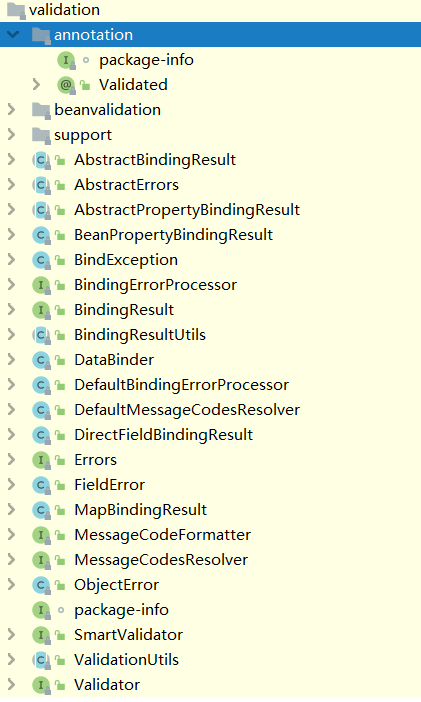 validation
annotation
package-info
Validated
beanvalidation
support
AbstractBindingResult
AbstractErrors
AbstractPropertyBindingResult
BeanPropertyBindingResult
BindException
BindingErrorProcessor
BindingResult
BindingResultUtils
DataBinder
DefaultBindingErrorProcessor
DefaultMessageCodesResolver
DirectFieldBindingResult
Errors
FieldError
MapBindingResult
MessageCodeFormatter
MessageCodesResolver
ObjectError
package-info
SmartValidator
ValidationUtils
Validator